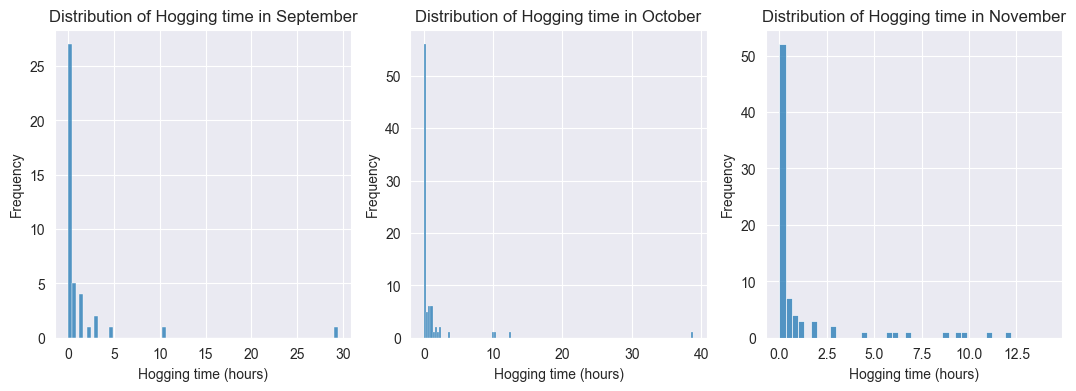 Distribution of Hogging time in September
Frequency
25
20
15
10
5
0
0 5 10 15 20 25 30
Hogging time (hours)
Distribution of Hogging time in October
Frequency
50
40
30
20
10
0
0 10 20 30 40
Hogging time (hours)
Distribution of Hogging time in November
Frequency
50
40
30
20
10
0
0.0 2.5 5.0 7.5 10.0 12.5
Hogging time (hours)